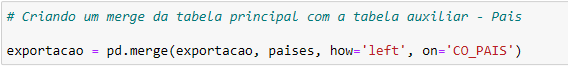 # Criando um merge da tabela principal com a tabela auxiliar - Pais
exportacao = pd.merge(exportacao, paises, how='left', on='CO_PAIS')